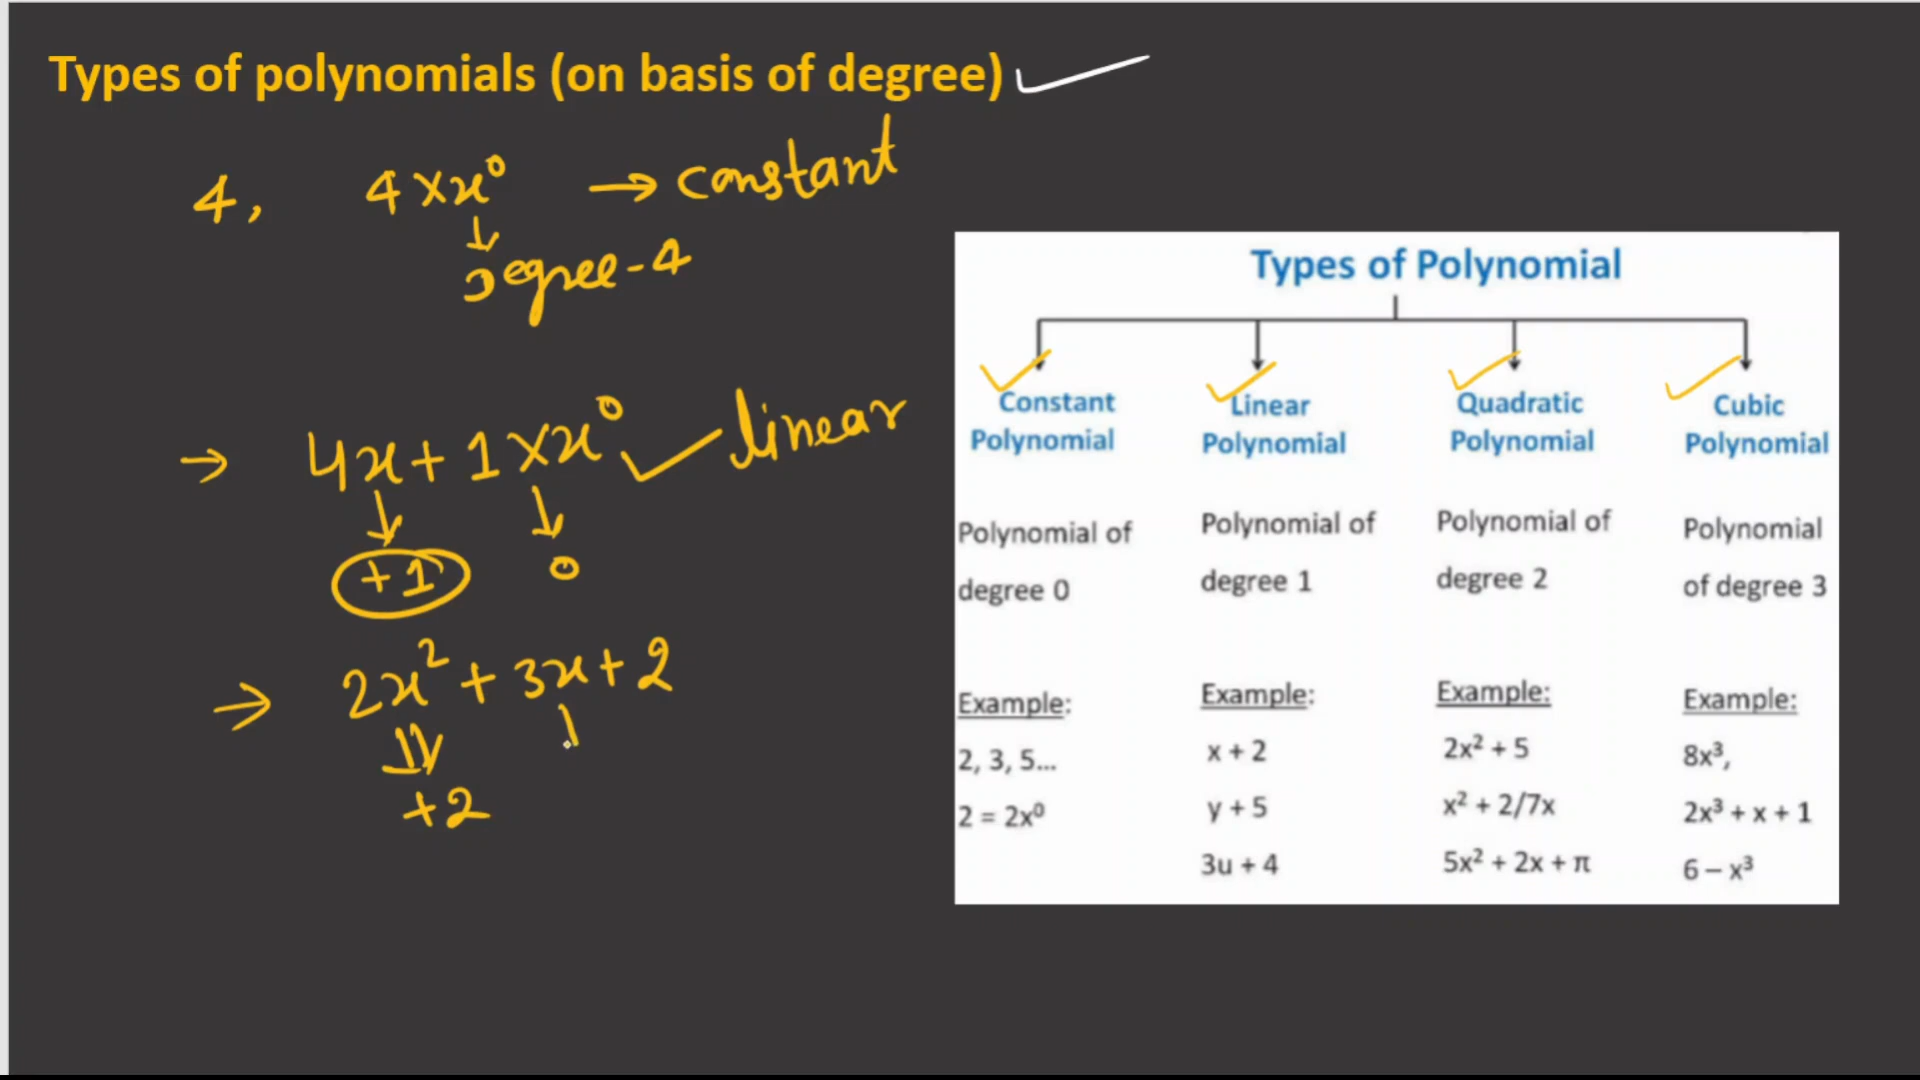 Types of polynomials (on basis of degree)
4, 4 × x⁰ → constant
↓
Degree - 4
→ 4x + 1 × x⁰ linear
↓ ↓
+1 0
→ 2x² + 3x + 2
⇓
+2
Types of Polynomial
Constant Polynomial
Polynomial of
degree 0
Example:
2, 3, 5...
2 = 2x⁰
Linear Polynomial
Polynomial of
degree 1
Example:
x + 2
y + 5
3u + 4
Quadratic Polynomial
Polynomial of
degree 2
Example:
2x² + 5
x² + 2/7x
5x² + 2x + π
Cubic Polynomial
Polynomial
of degree 3
Example:
8x³,
2x³ + x + 1
6 – x³